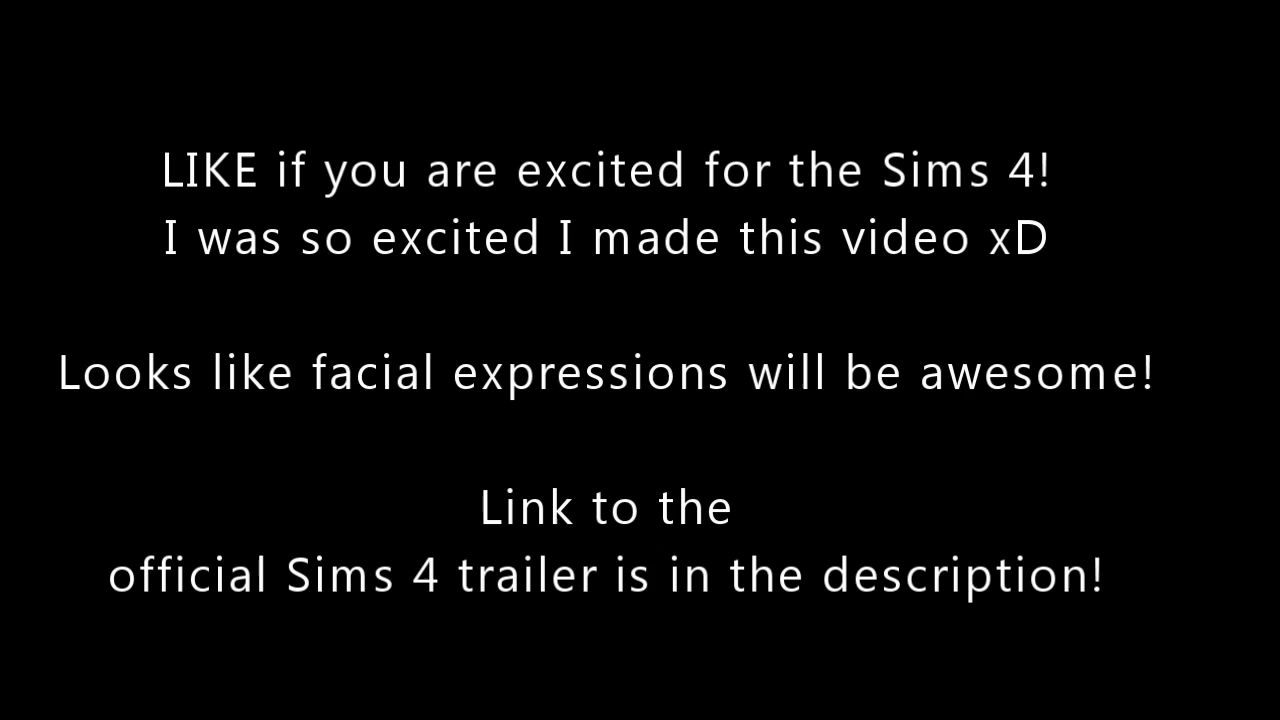 LIKE if you are excited for the Sims 4!
I was so excited I made this video xD
Looks like facial expressions will be awesome!
Link to the
official Sims 4 trailer is in the description!